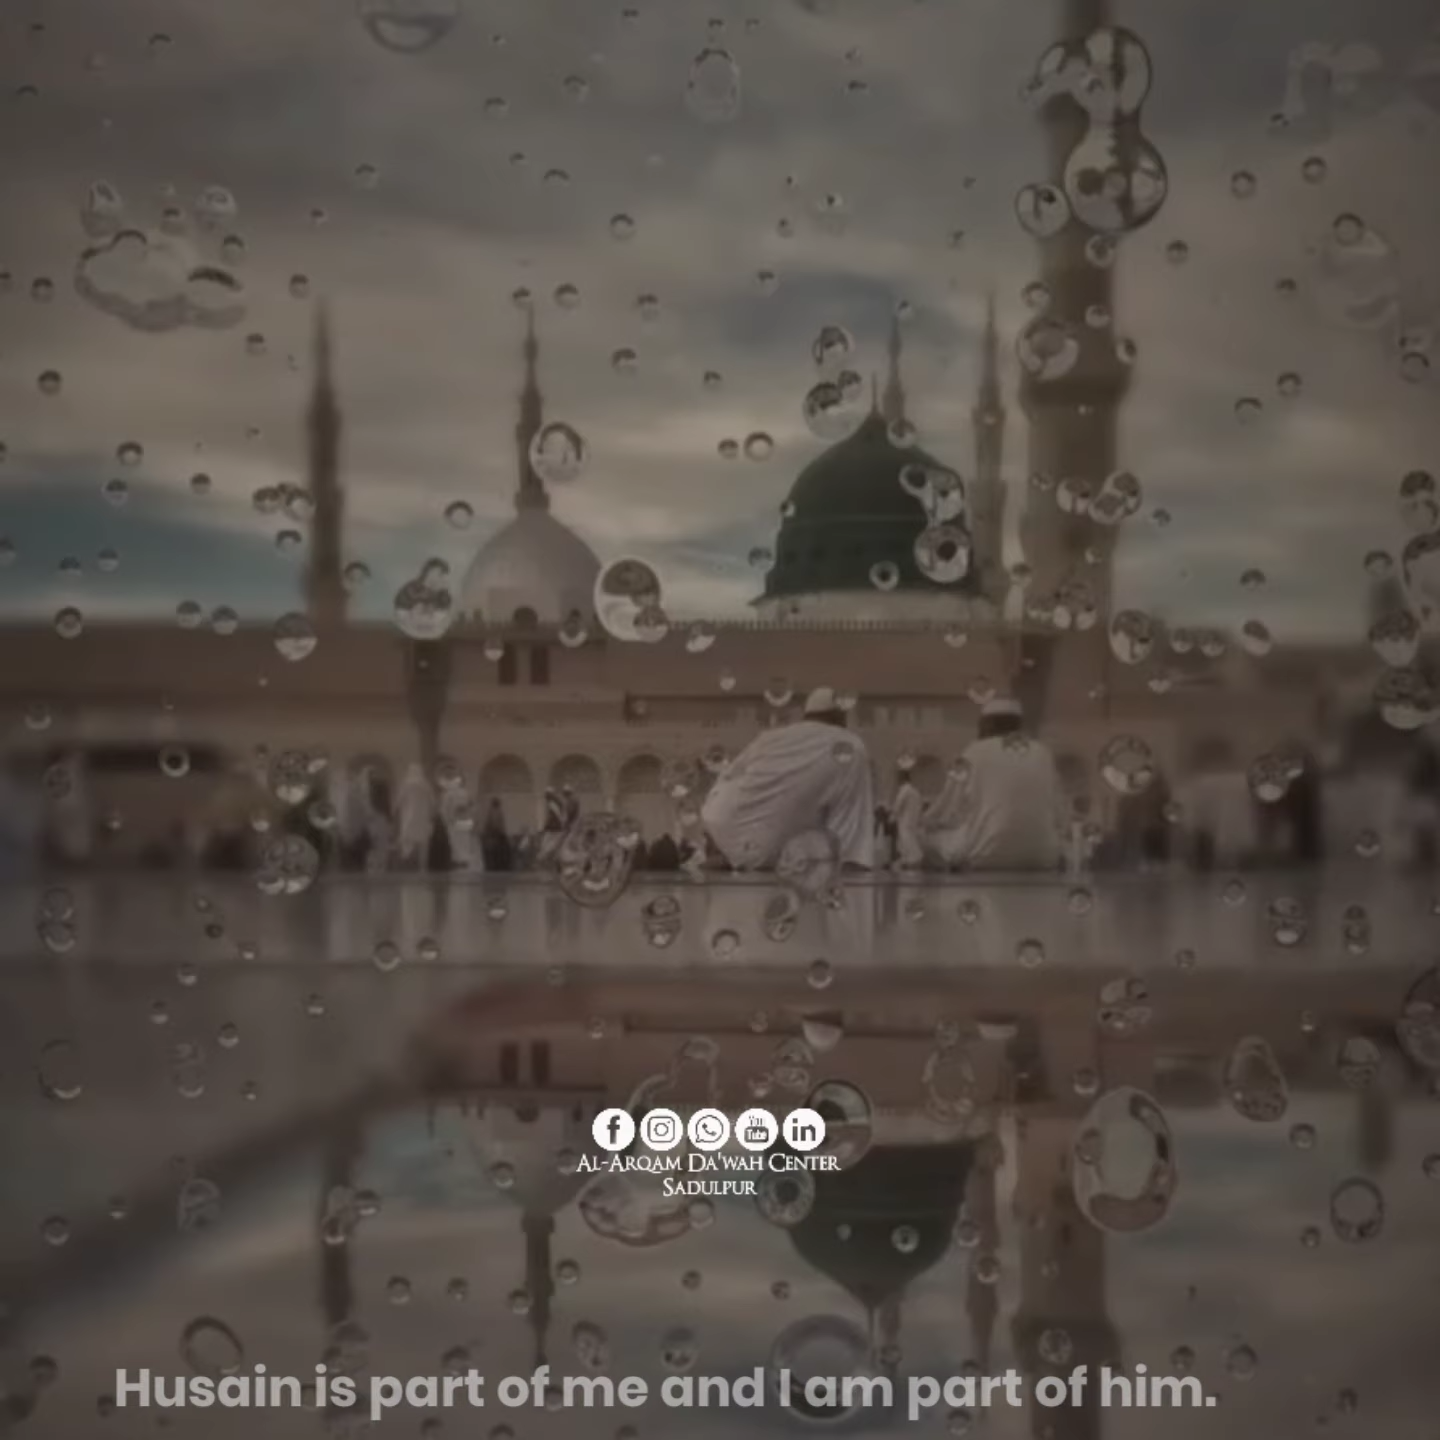 Al-Arqam Da'wah Center
Sadulpur
Husain is part of me and I am part of him.